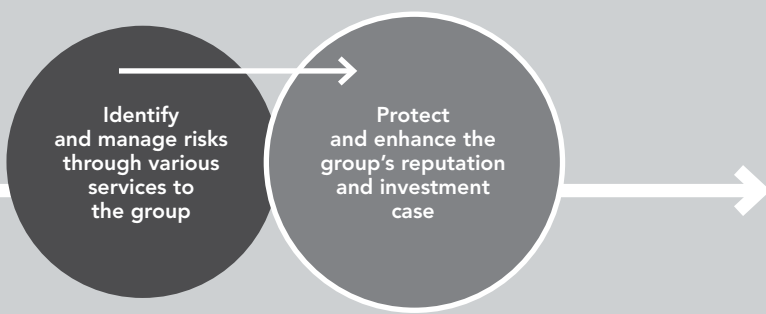 Identify
and manage risks
through various
services to
the group
Protect
and enhance the
group's reputation
and investment
case